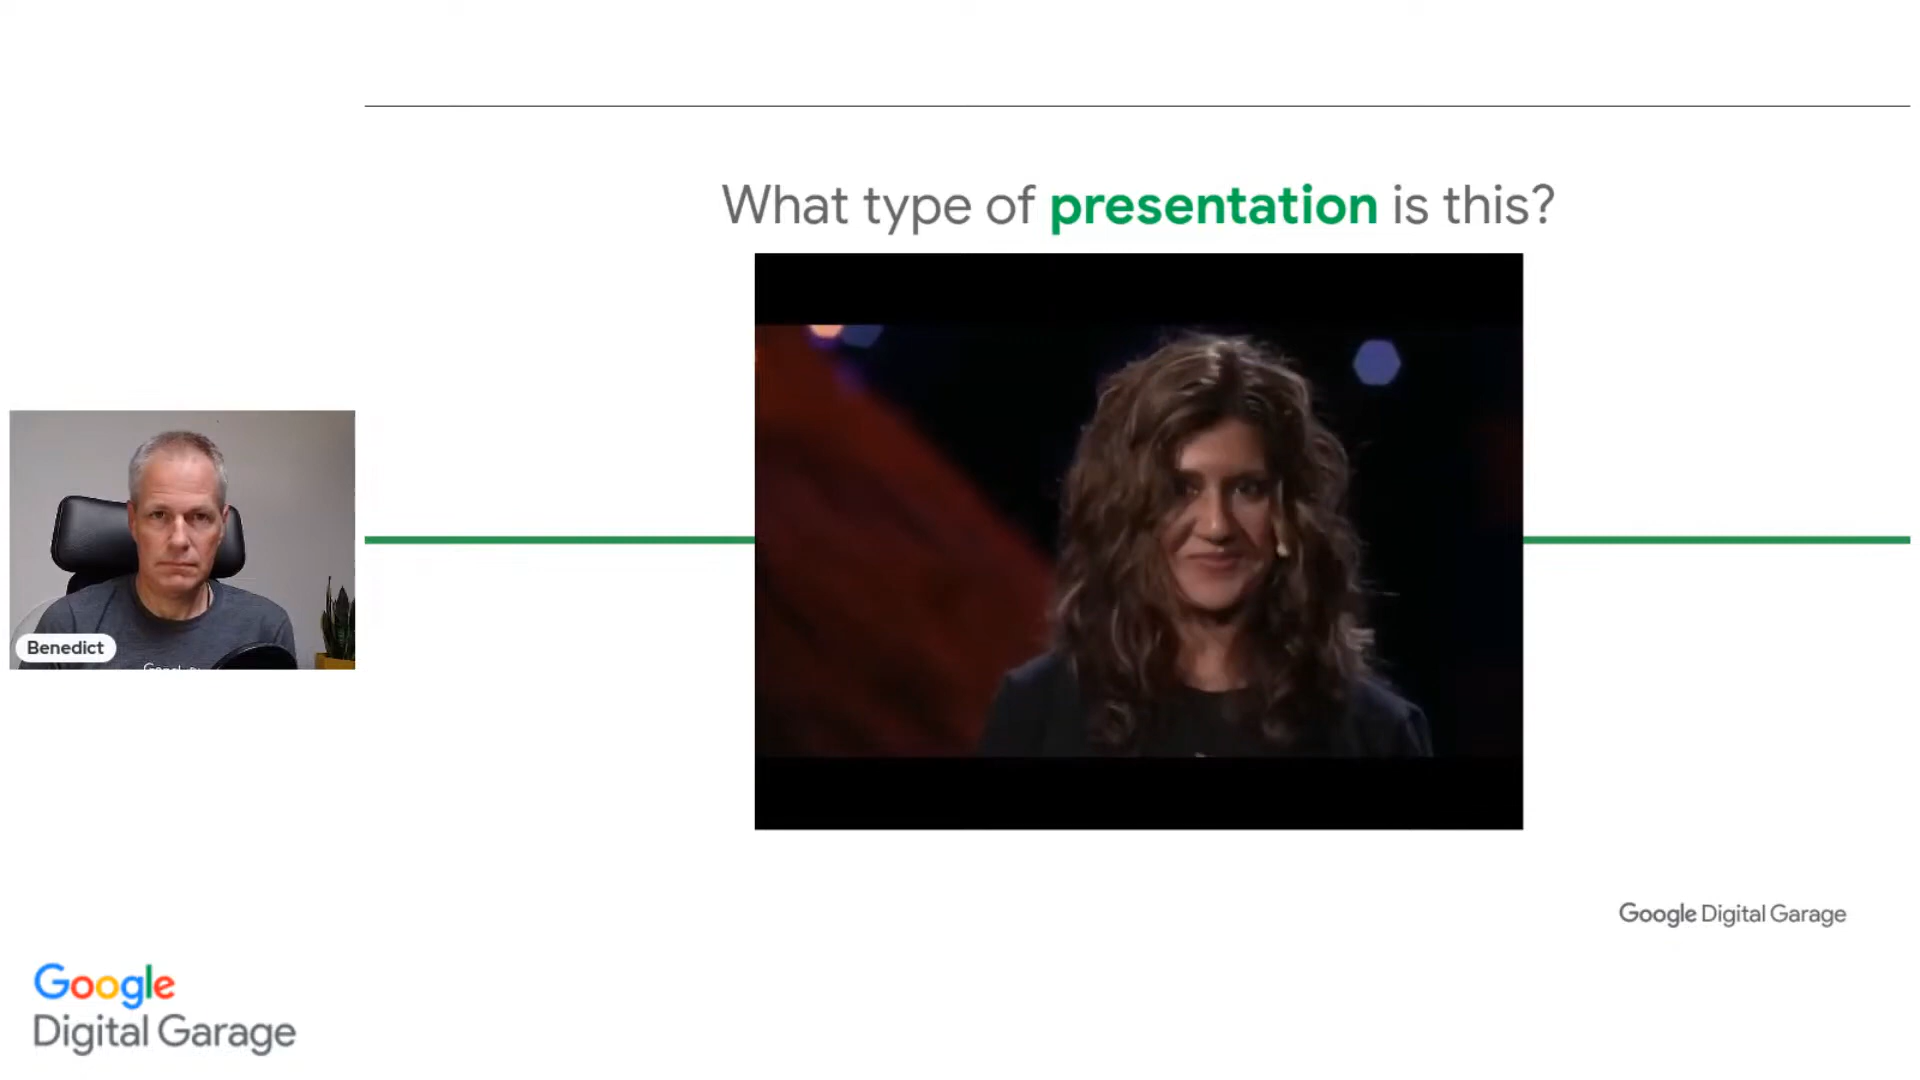 What type of presentation is this?
Benedict
Google Digital Garage
Google
Digital Garage